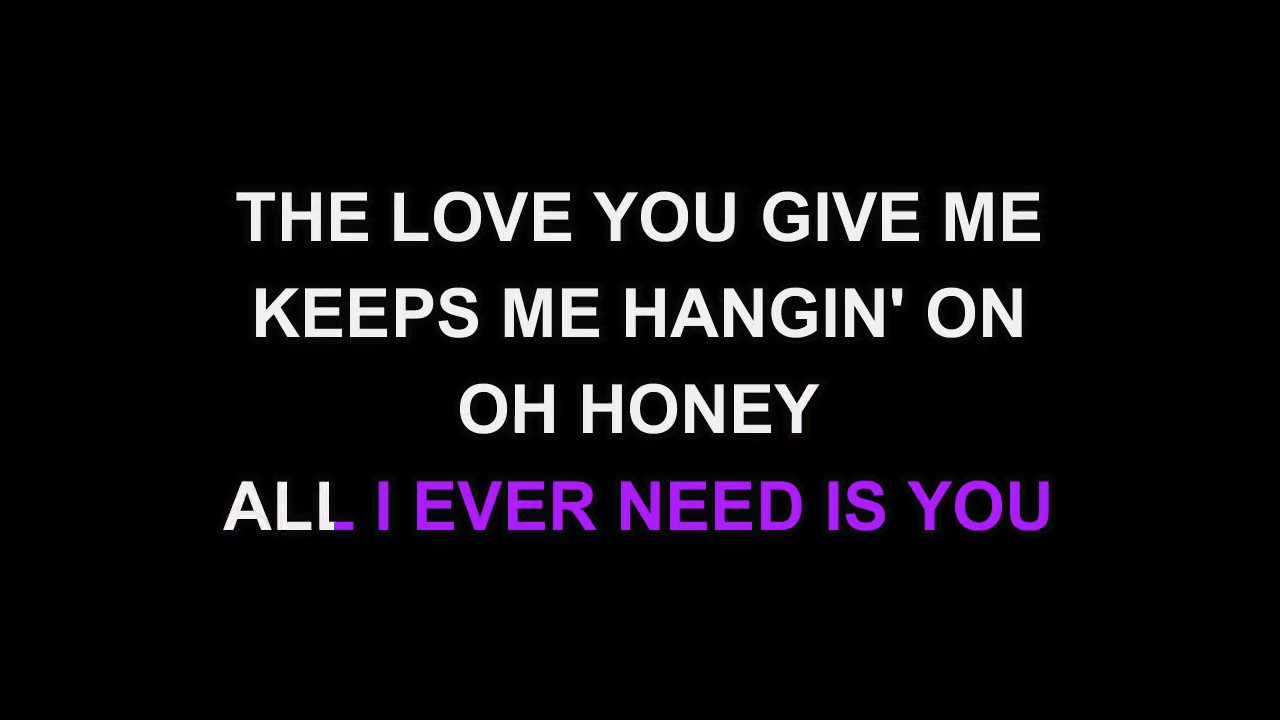 THE LOVE YOU GIVE ME
KEEPS ME HANGIN' ON
OH HONEY
ALL I EVER NEED IS YOU